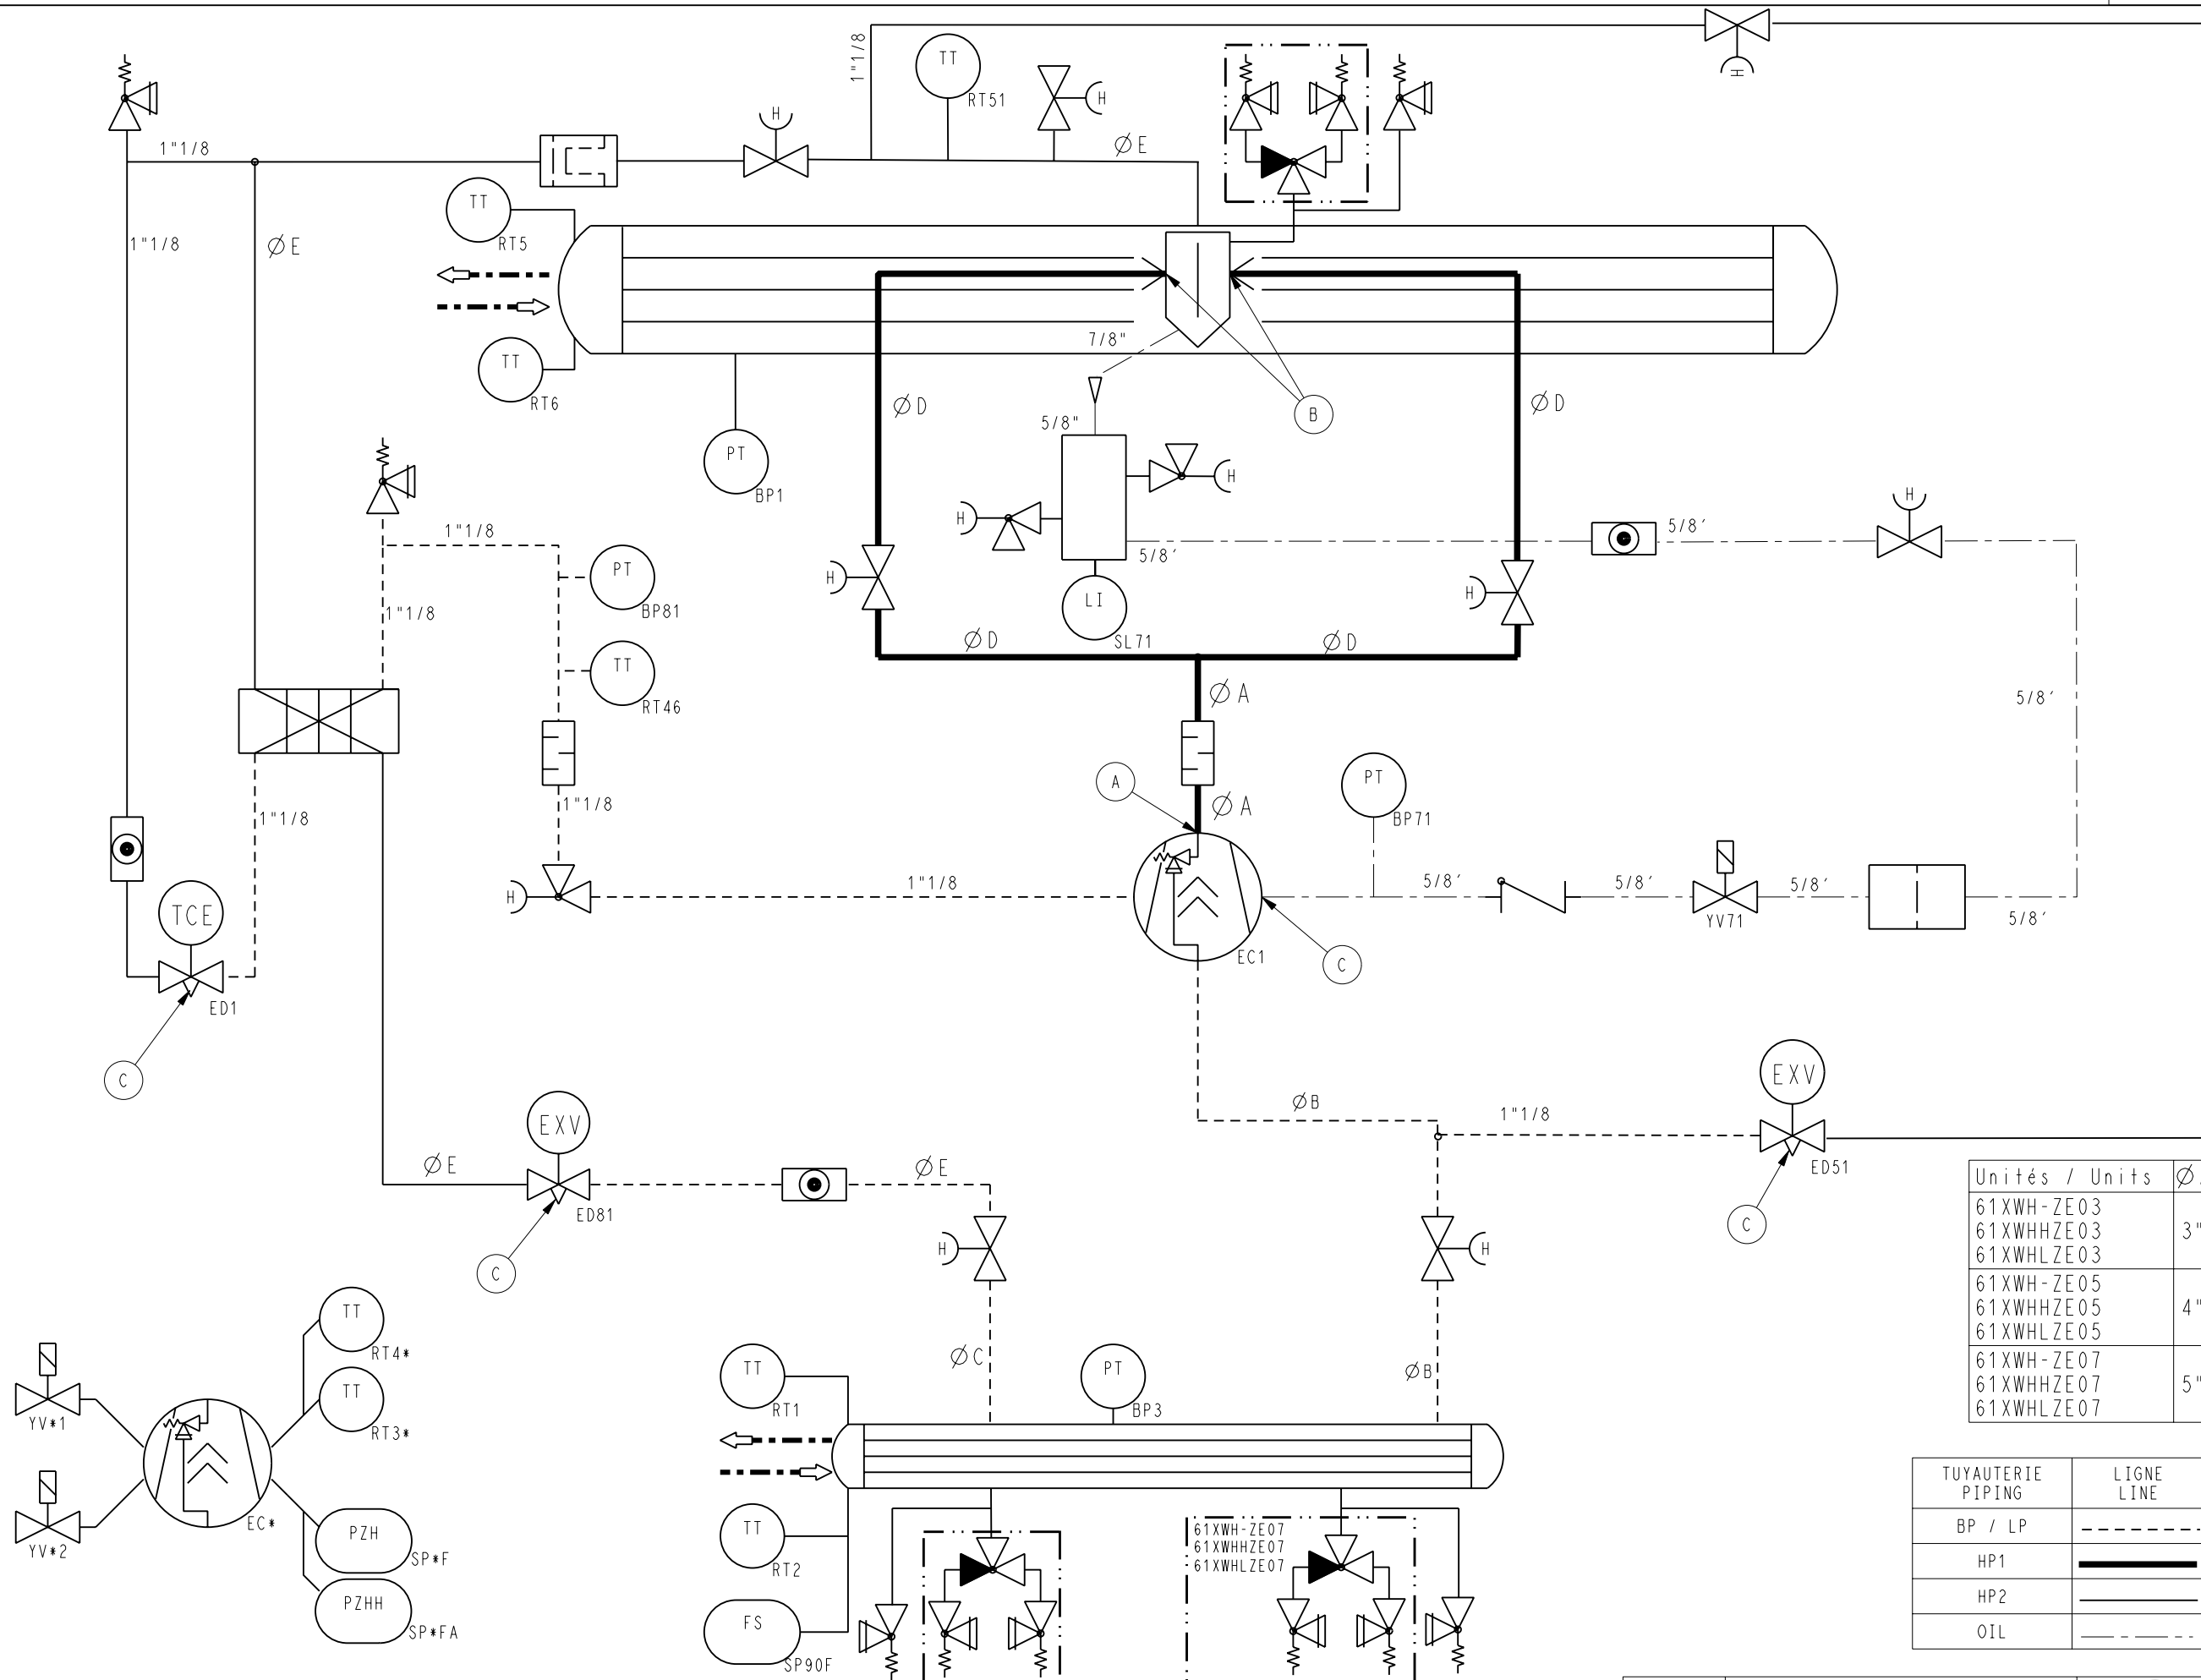 1"1/8
TT
RT51
H
H
H
ØE
1"1/8
1"1/8
ØE
TT
RT5
TT
RT6
7/8"
ØD
ØD
B
5/8"
PT
BP1
H
H
H
5/8'
5/8'
1"1/8
PT
BP81
1"1/8
H
H
LI
SL71
ØD
ØD
TT
RT46
ØA
5/8'
1"1/8
1"1/8
A
ØA
PT
BP71
H
1"1/8
5/8'
5/8'
YV71
5/8'
5/8'
EC1
C
TCE
ED1
C
ØB
1"1/8
EXV
ED51
C
ØE
EXV
ED81
C
ØE
H
H
ØC
ØB
Unités / Units
Ø
61XWH-ZE03
61XWHHZE03
61XWHLZE03
3"
61XWH-ZE05
61XWHHZE05
61XWHLZE05
4"
61XWH-ZE07
61XWHHZE07
61XWHLZE07
5"
TT
RT4*
TT
RT3*
YV*1
YV*2
EC*
PZH
SP*F
PZHH
SP*FA
TT
RT1
PT
BP3
TT
RT2
FS
SP90F
61XWH-ZE07
61XWHHZE07
61XWHLZE07
TUYAUTERIE
PIPING
LIGNE
LINE
BP / LP
HP1
HP2
OIL